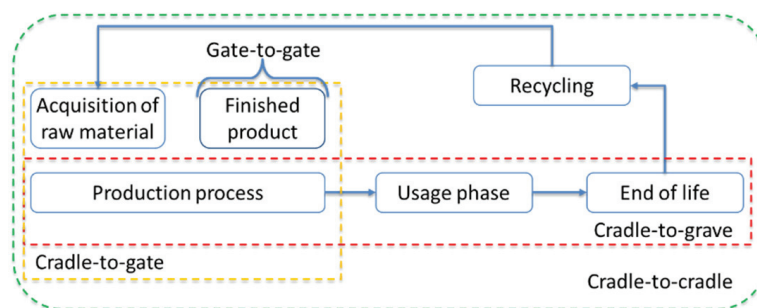 Gate-to-gate
Recycling
Acquisition of
raw material
Finished
product
Production process
Usage phase
End of life
Cradle-to-grave
Cradle-to-gate
Cradle-to-cradle